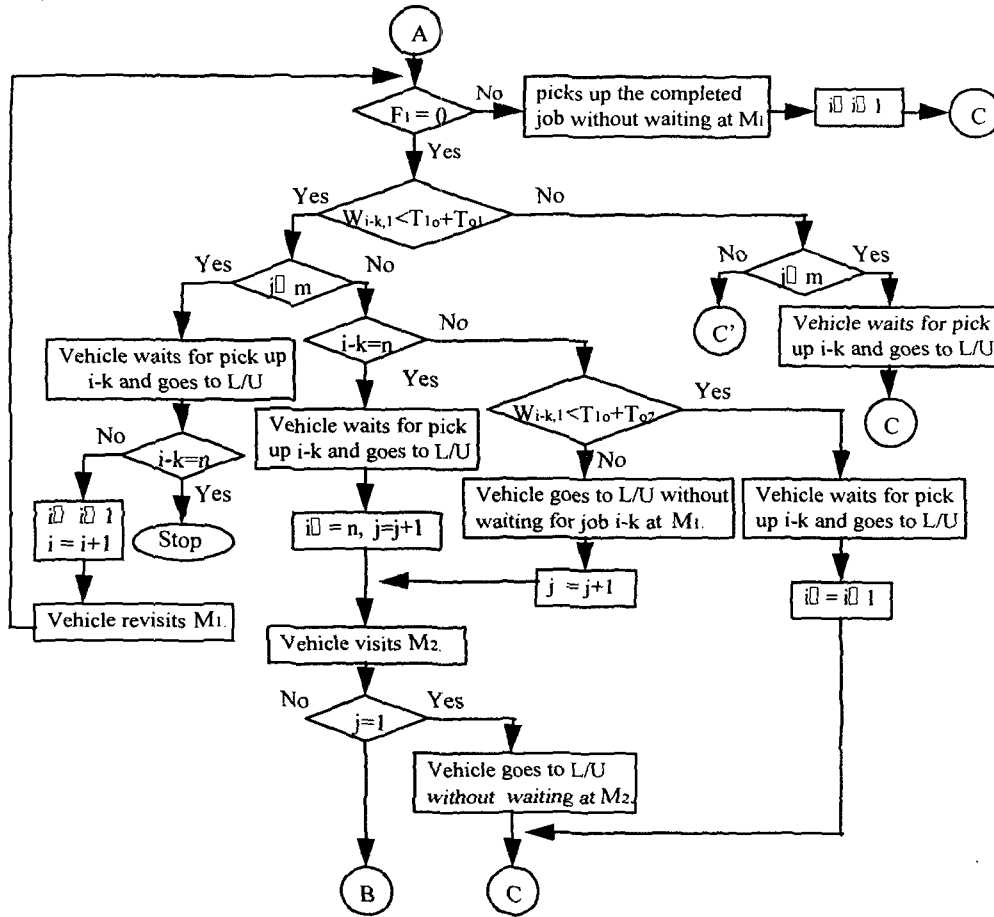 A
F1 = 0
No
picks up the completed
job without waiting at M1
i▯ i▯ 1
C
Yes
Yes
W i-k,1<T1o+To1
No
Yes
j▯ m
No
No
j▯ m
Yes
C'
Vehicle waits for pick
up i-k and goes to L/U
C
Vehicle waits for pick up
i-k and goes to L/U
i-k=n
No
Yes
W i-k,1<T1o+To2
Yes
No
Vehicle waits for pick
up i-k and goes to L/U
No
i-k=n
Yes
Stop
i▯ i▯ 1
i = i+1
Vehicle revisits M1.
i▯ = n, j=j+1
Vehicle goes to L/U without
waiting for job i-k at M1.
j = j+1
Vehicle waits for pick
up i-k and goes to L/U
i▯ = i▯ 1
Vehicle visits M2.
No
j=1
Yes
Vehicle goes to L/U
without waiting at M2.
B
C